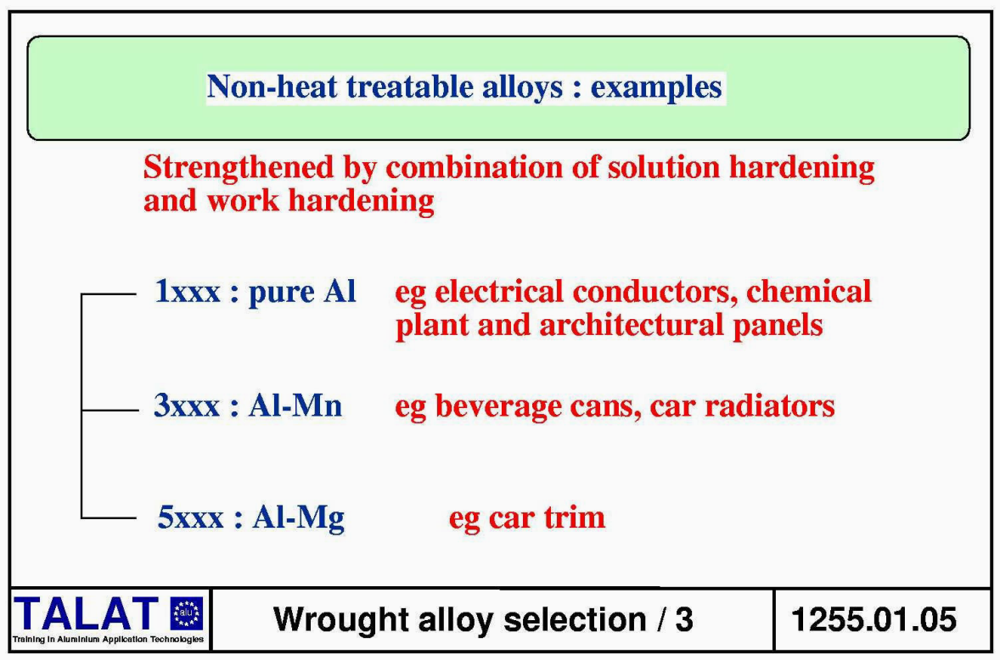 Non-heat treatable alloys : examples
Strengthened by combination of solution hardening
and work hardening
1xxx : pure Al eg electrical conductors, chemical
plant and architectural panels
3xxx : Al-Mn eg beverage cans, car radiators
5xxx : Al-Mg eg car trim
TALAT alu
Training in Aluminium Application Technologies
Wrought alloy selection / 3
1255.01.05